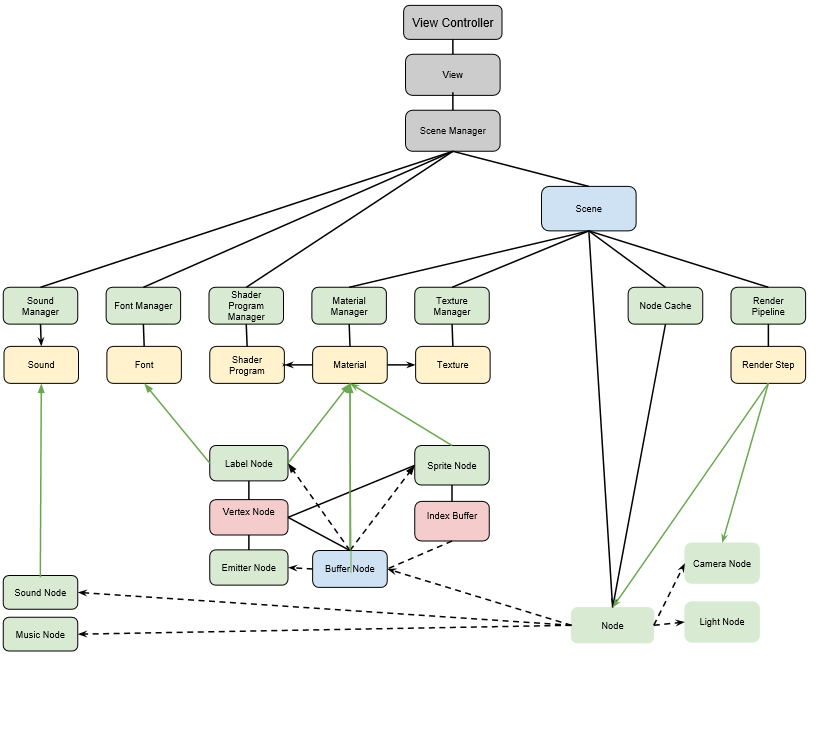 View Controller
View
Scene Manager
Scene
Sound
Manager
Font Manager
Shader
Program
Manager
Material
Manager
Texture
Manager
Node Cache
Render
Pipeline
Sound
Font
Shader
Program
Material
Texture
Render Step
Label Node
Sprite Node
Vertex Node
Index Buffer
Emitter Node
Buffer Node
Camera Node
Sound Node
Music Node
Node
Light Node